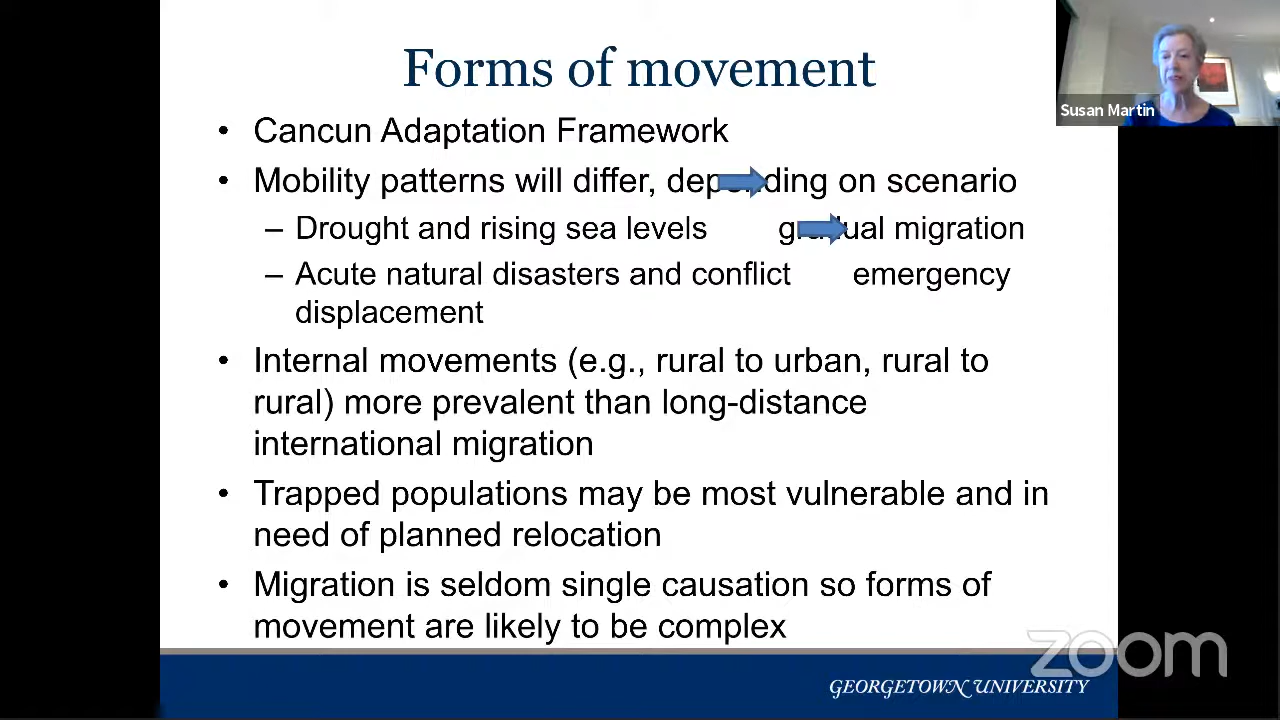 Forms of movement
Susan Martin
• Cancun Adaptation Framework
• Mobility patterns will differ, depending on scenario
– Drought and rising sea levels gradual migration
– Acute natural disasters and conflict emergency
displacement
• Internal movements (e.g., rural to urban, rural to
rural) more prevalent than long-distance
international migration
• Trapped populations may be most vulnerable and in
need of planned relocation
• Migration is seldom single causation so forms of
movement are likely to be complex
zoom
GEORGETOWN UNIVERSITY